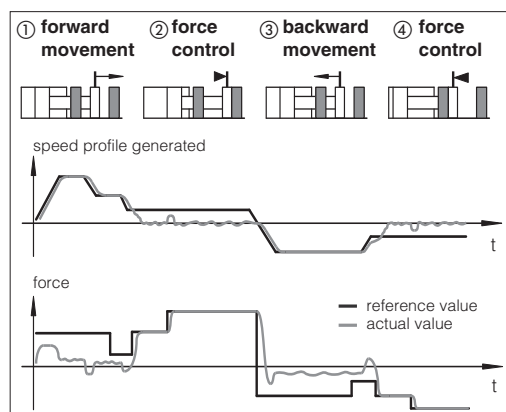 ① forward movement
② force control
③ backward movement
④ force control
speed profile generated
t
force
reference value
actual value
t